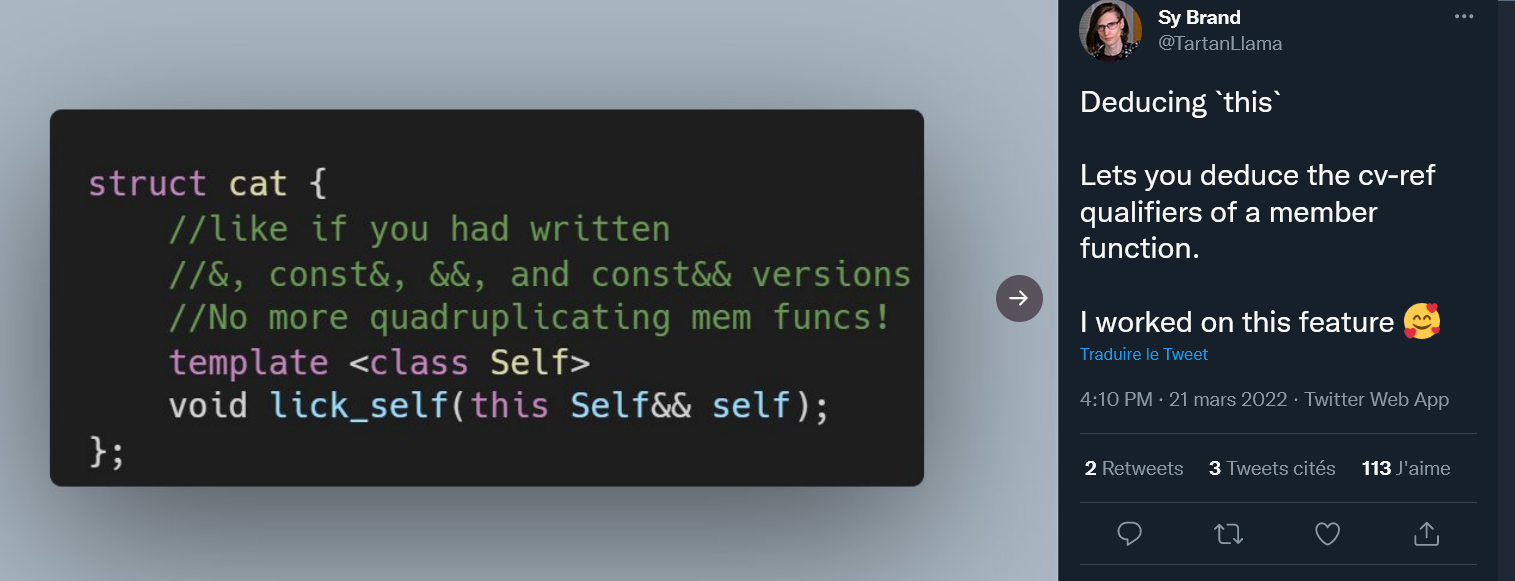 struct cat {
//like if you had written
//&, const&, &&, and const&& versions
//No more quadruplicating mem funcs!
template <class Self>
void lick_self(this Self&& self);
};
Sy Brand
@TartanLlama
Deducing `this`
Lets you deduce the cv-ref
qualifiers of a member
function.
I worked on this feature 🥰
Traduire le Tweet
4:10 PM · 21 mars 2022 · Twitter Web App
2 Retweets 3 Tweets cités 113 J'aime